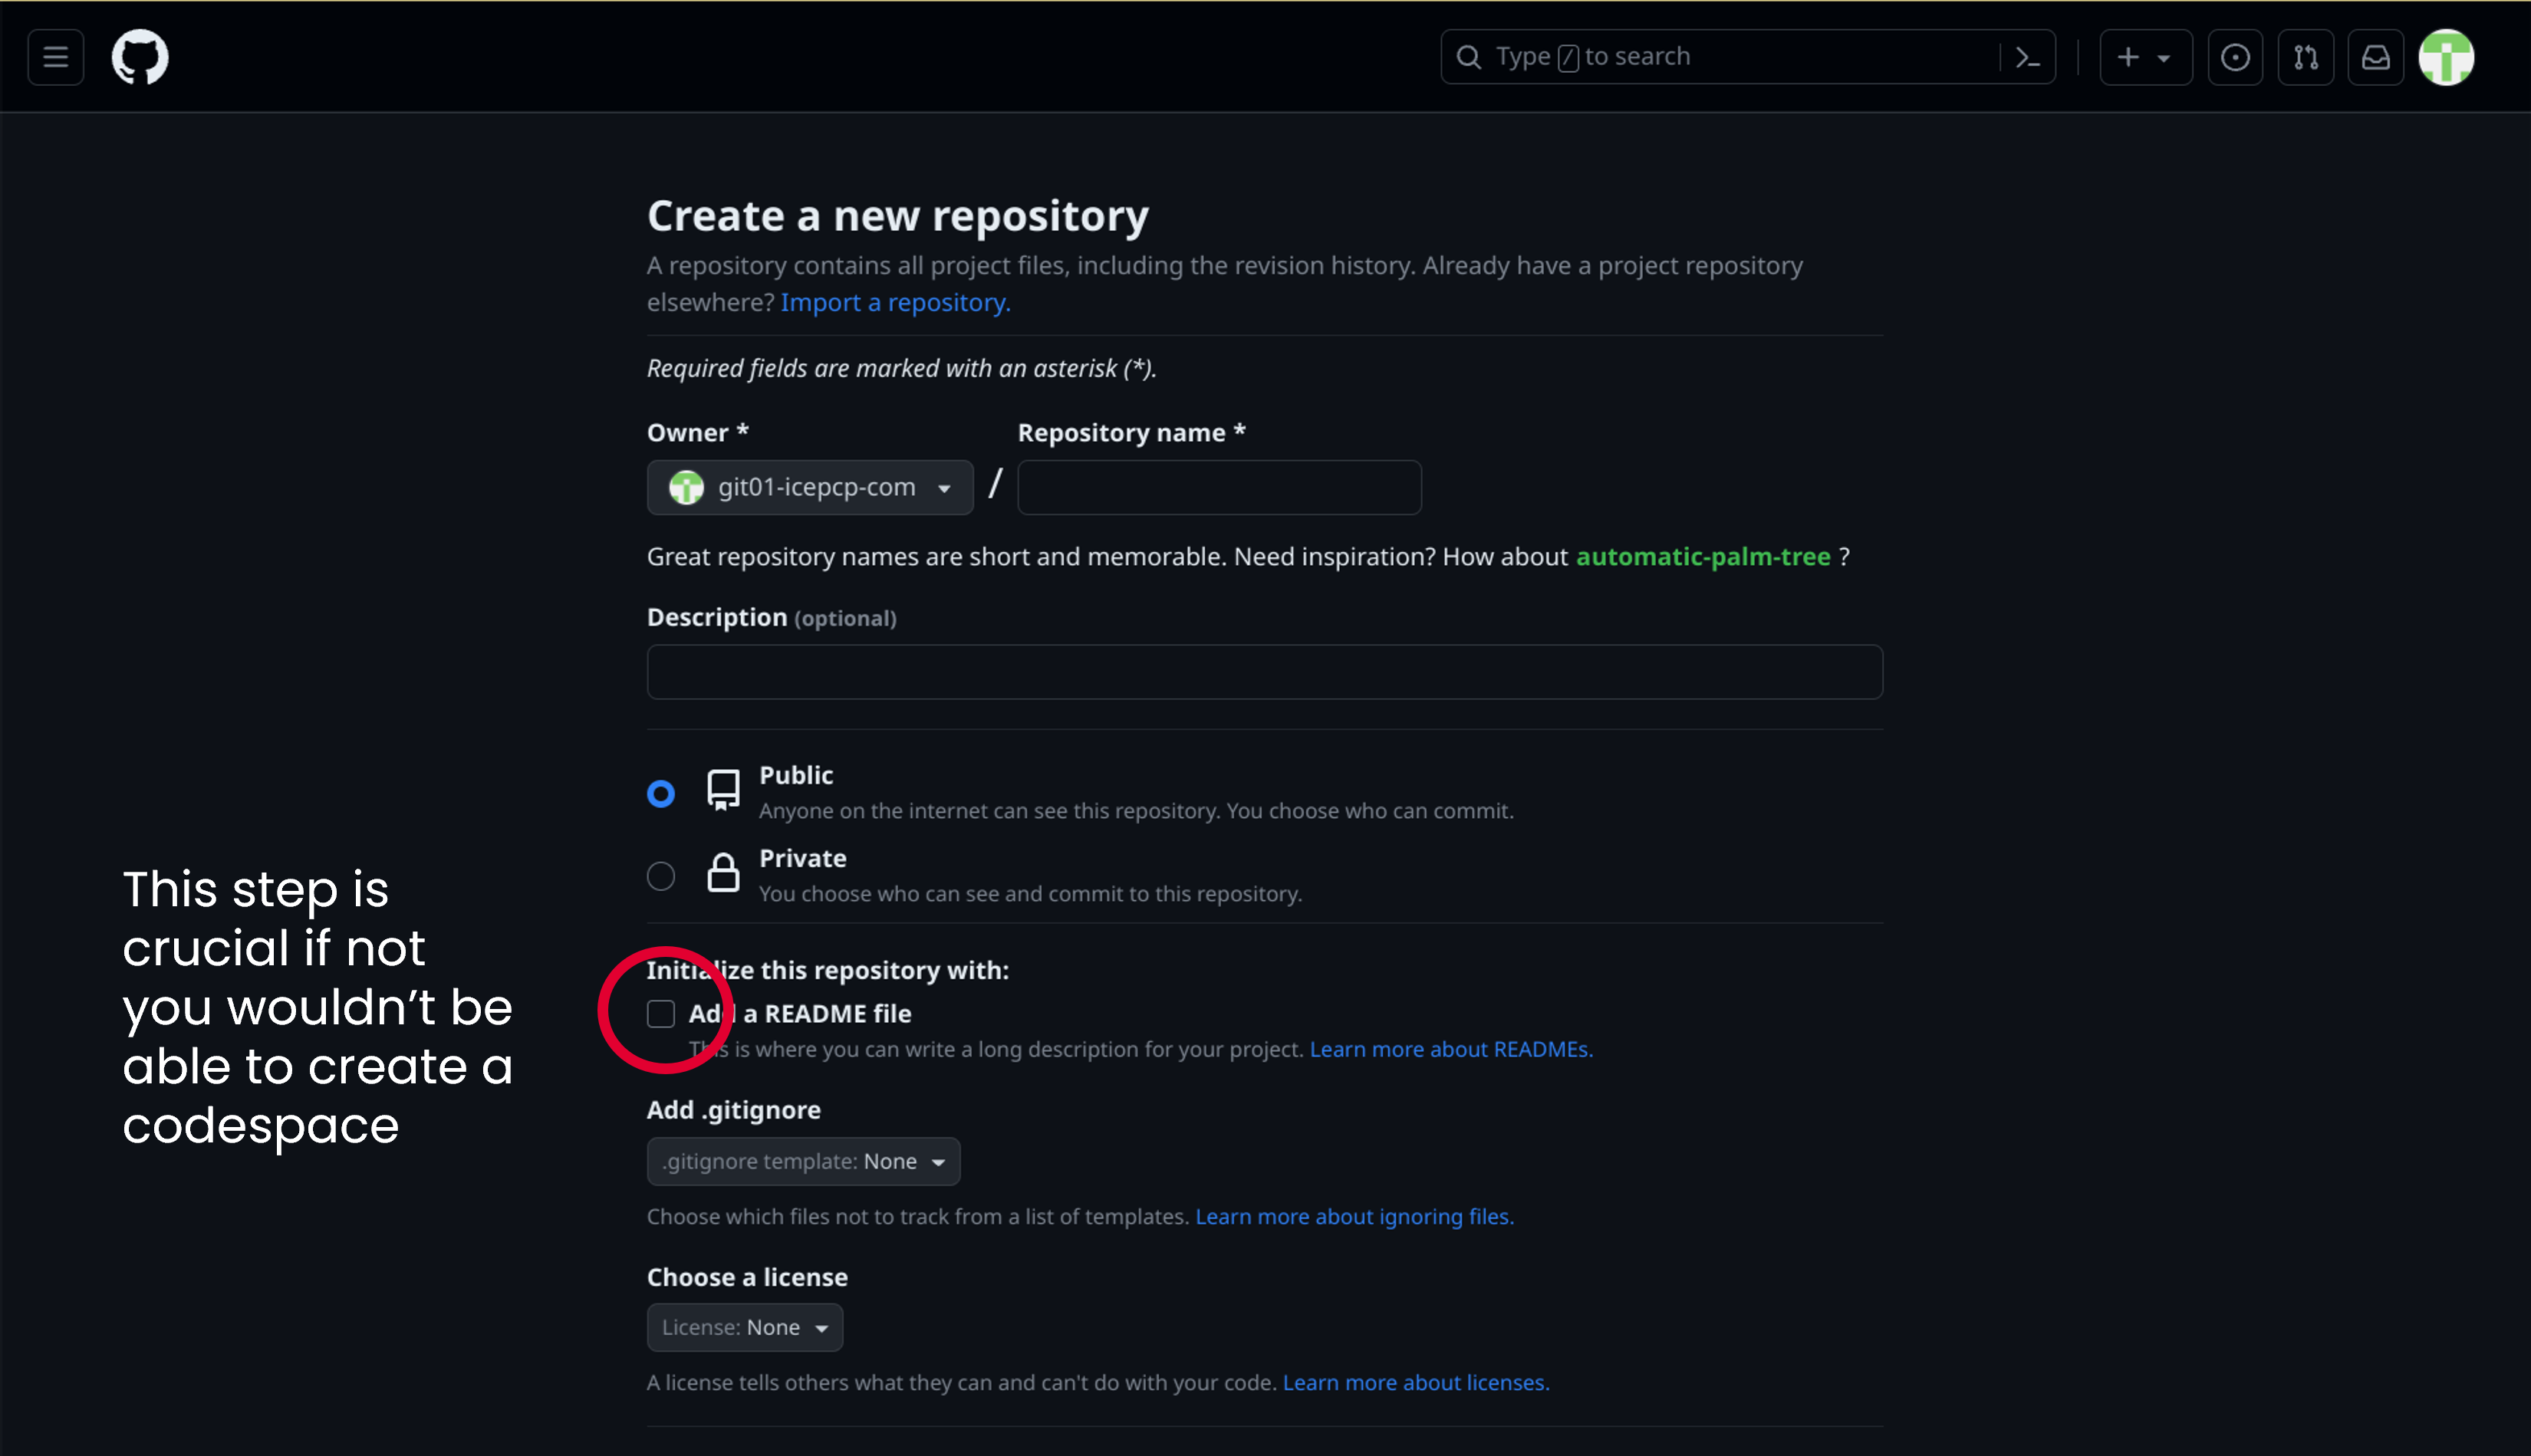 Type / to search
Create a new repository
A repository contains all project files, including the revision history. Already have a project repository
elsewhere? Import a repository.
Required fields are marked with an asterisk (*).
Owner *
Repository name *
git01-icepcp-com
/
Great repository names are short and memorable. Need inspiration? How about automatic-palm-tree ?
Description (optional)
Public
Anyone on the internet can see this repository. You choose who can commit.
Private
You choose who can see and commit to this repository.
This step is
crucial if not
you wouldn’t be
able to create a
codespace
Initialize this repository with:
Add a README file
This is where you can write a long description for your project. Learn more about READMEs.
Add .gitignore
.gitignore template: None
Choose which files not to track from a list of templates. Learn more about ignoring files.
Choose a license
License: None
A license tells others what they can and can't do with your code. Learn more about licenses.